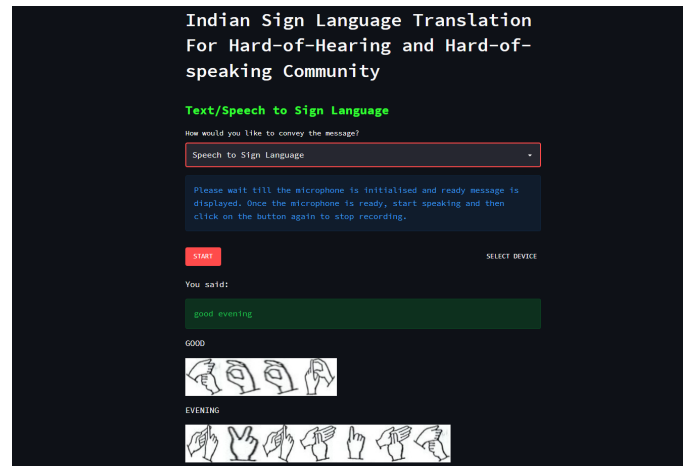 Indian Sign Language Translation
For Hard-of-Hearing and Hard-of-
speaking Community
Text/Speech to Sign Language
How would you like to convey the message?
Speech to Sign Language
Please wait till the microphone is initialised and ready message is
displayed. Once the microphone is ready, start speaking and then
click on the button again to stop recording.
START
SELECT DEVICE
You said:
good evening
GOOD
EVENING